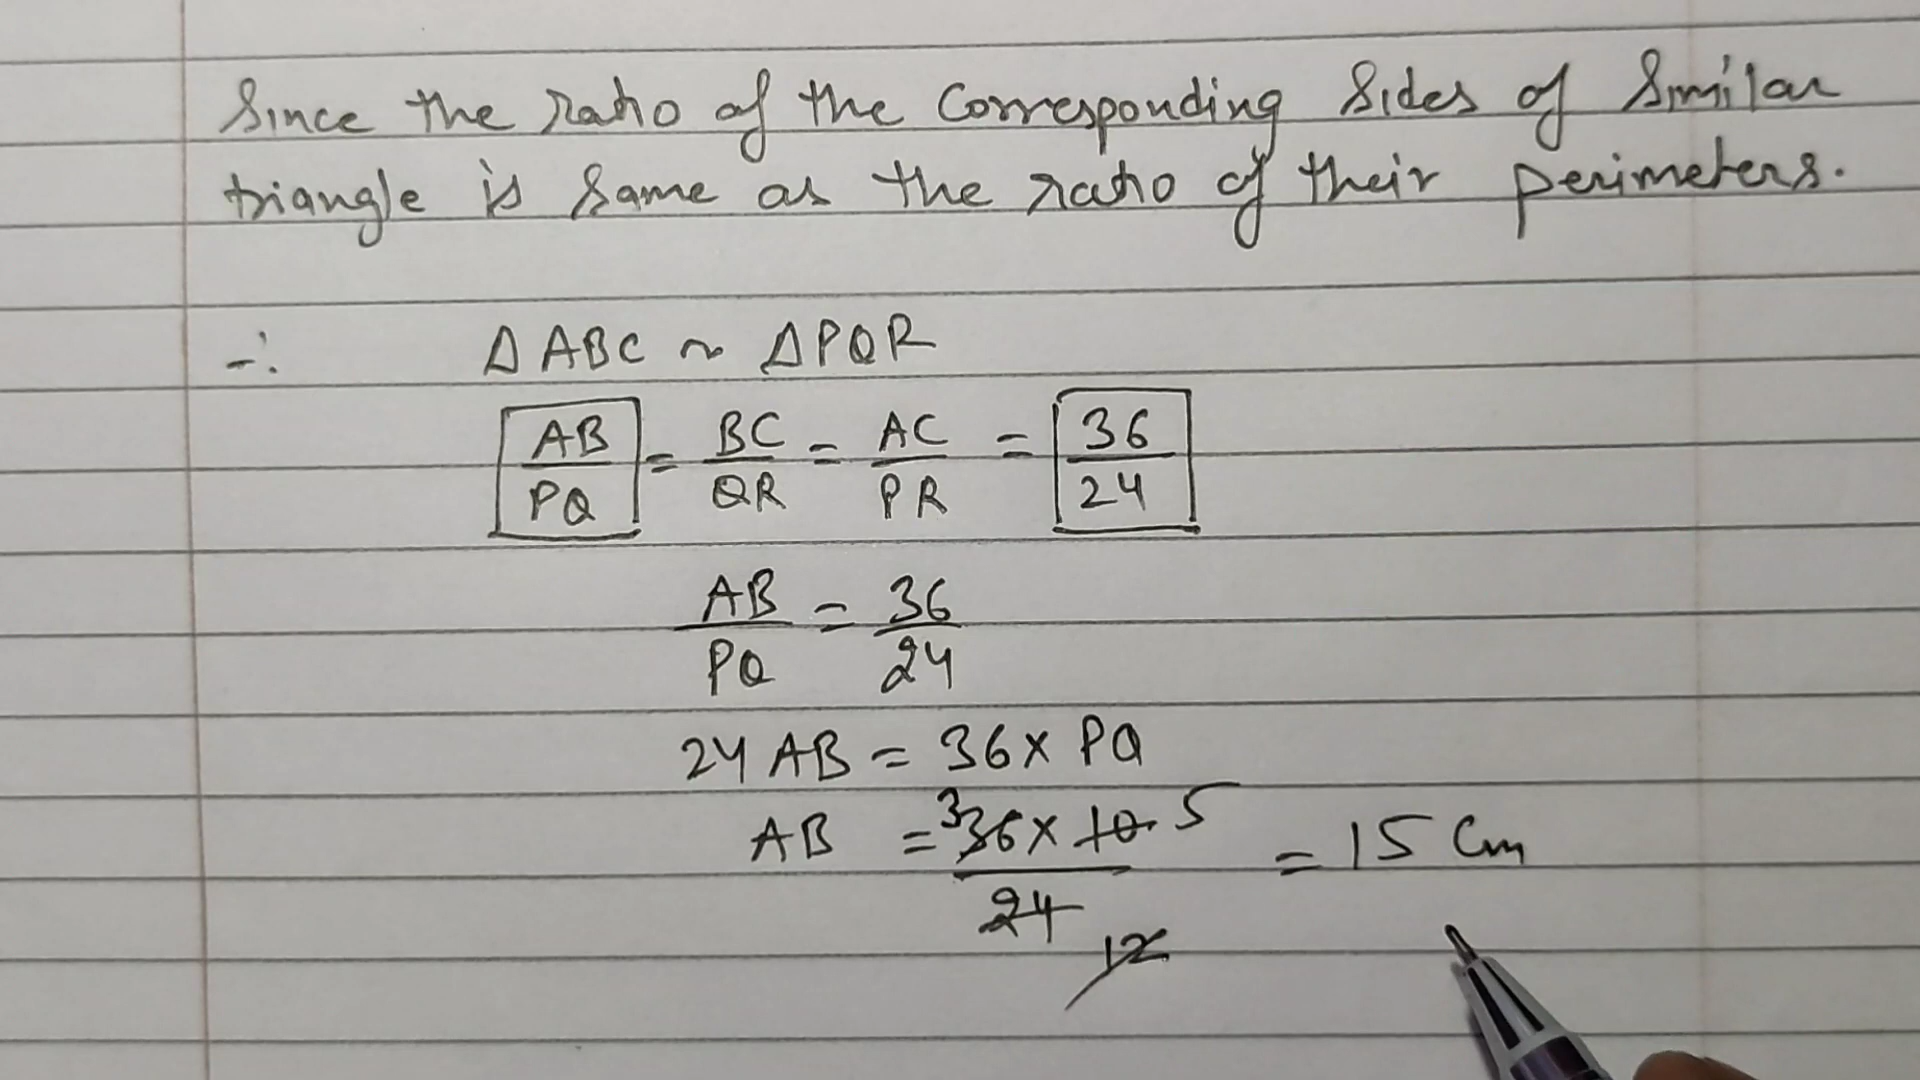 Since the ratio of the corresponding sides of similar
triangle is same as the ratio of their perimeters.
∴ Δ ABC ~ ΔPQR
AB/PQ = BC/QR = AC/PR = 36/24
AB/PQ = 36/24
24 AB = 36 x PQ
AB = 3 36 x 10 5 / 24 12 = 15 cm